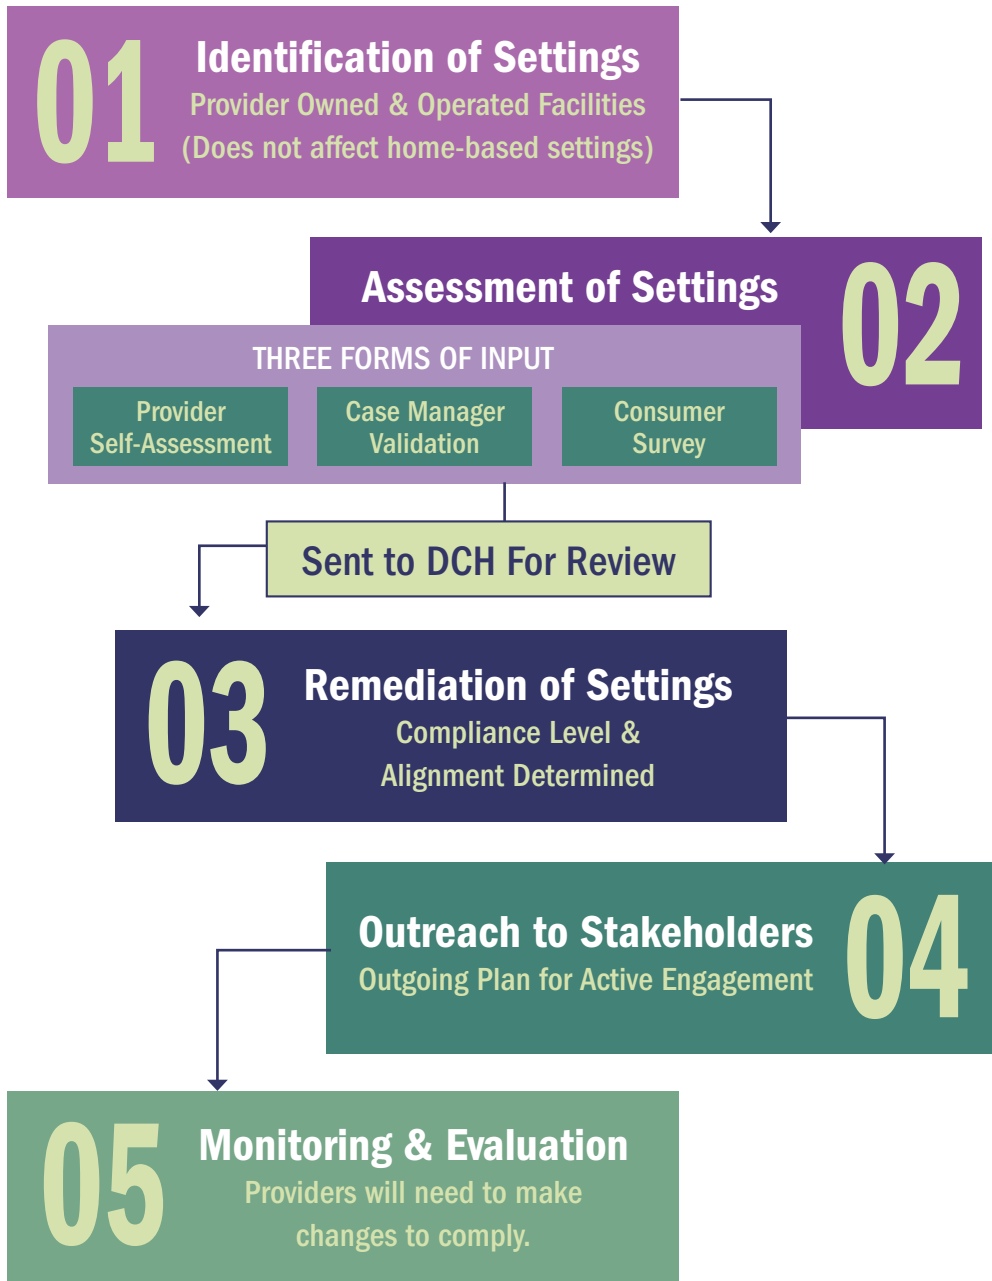 01
Identification of Settings
Provider Owned & Operated Facilities
(Does not affect home-based settings)
Assessment of Settings
02
THREE FORMS OF INPUT
Provider
Self-Assessment
Case Manager
Validation
Consumer
Survey
Sent to DCH For Review
03
Remediation of Settings
Compliance Level &
Alignment Determined
Outreach to Stakeholders
Outgoing Plan for Active Engagement
04
05
Monitoring & Evaluation
Providers will need to make
changes to comply.